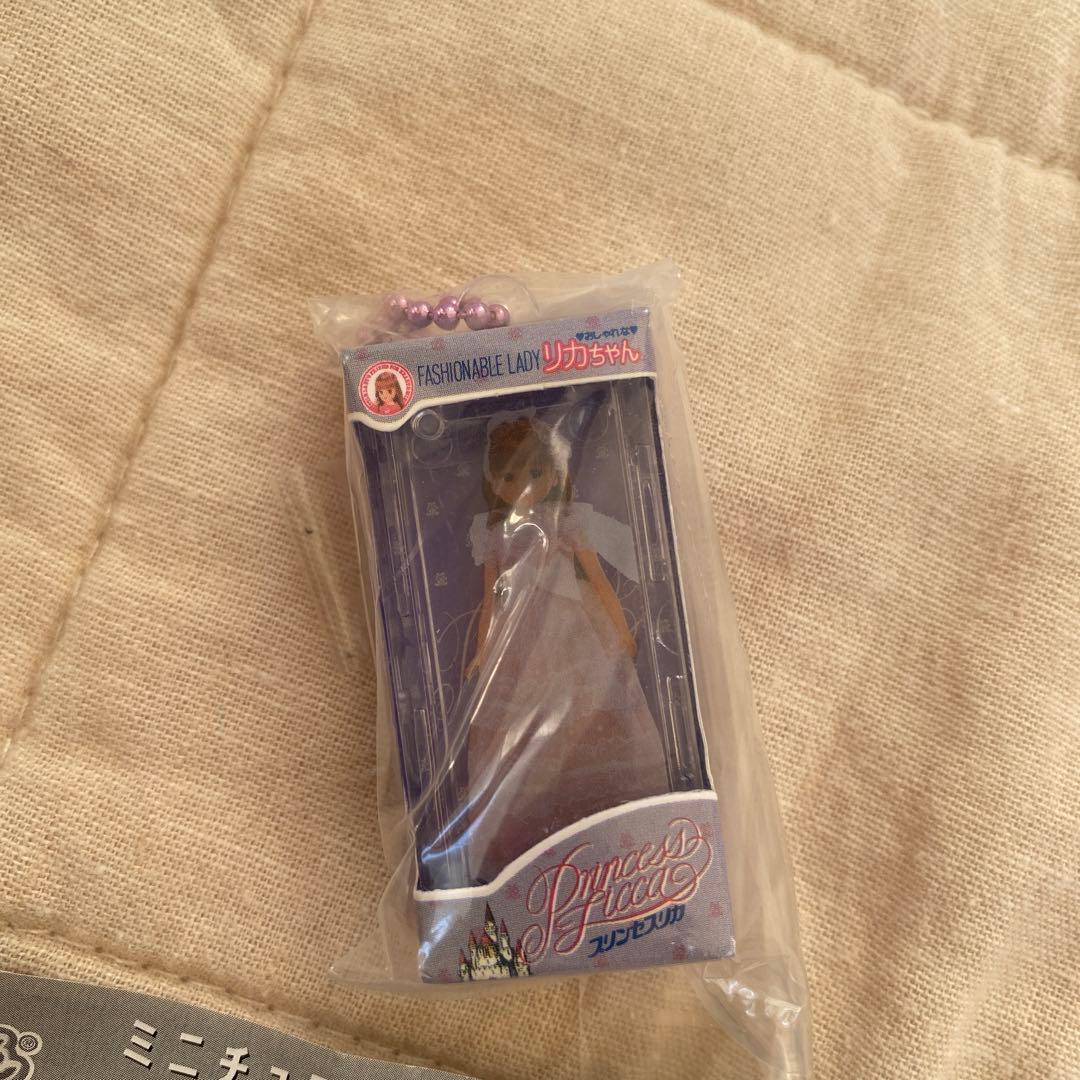 FASHIONABLE LADY
♥おしゃれな♥
リカちゃん
Princess
Licca
プリンセスリカ
ミニチュ